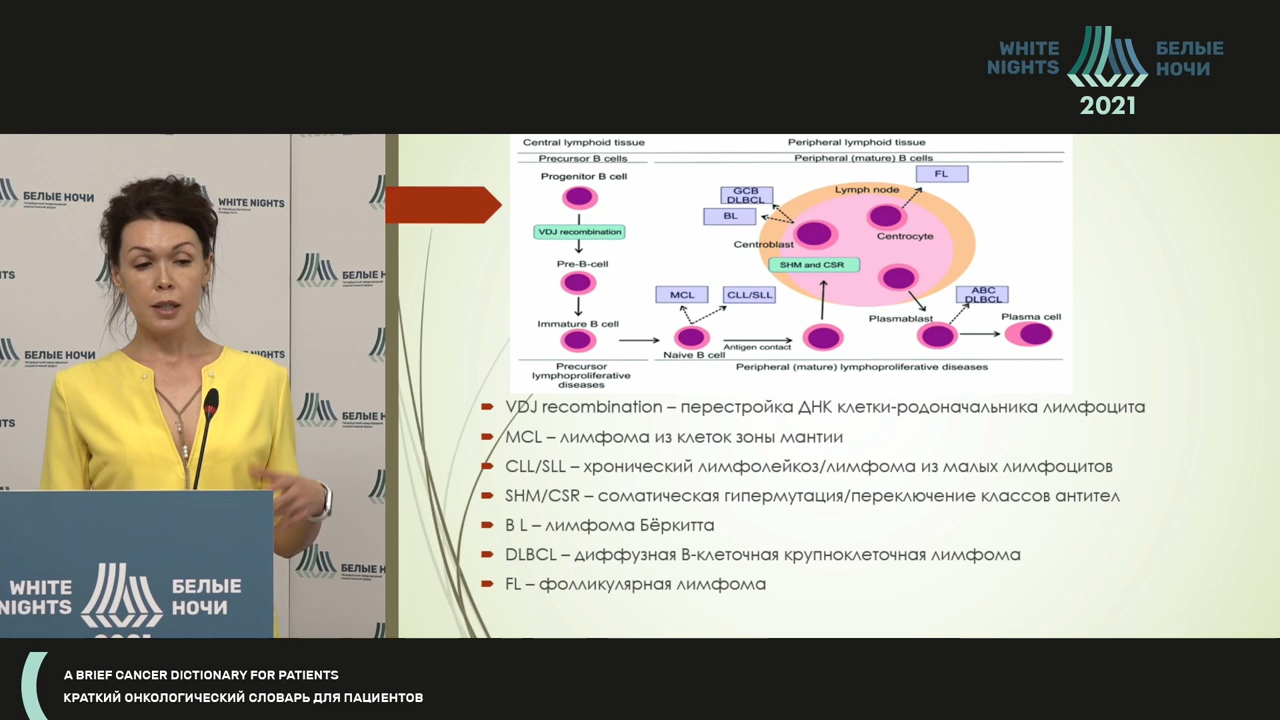 WHITE
NIGHTS
БЕЛЫЕ
НОЧИ
2021
БЕЛЫЕ НОЧИ
WHITE NIGHTS
БЕЛЫЕ НОЧИ
WHITE
NIGHTS
БЕЛЫЕ
НОЧИ
Central lymphoid tissue
Peripheral lymphoid tissue
Precursor B cells
Peripheral (mature) B cells
Progenitor B cell
VDJ recombination
Pre-B-cell
Immature B cell
Precursor
lymphoproliferative
diseases
Lymph node
FL
GCB
DLBCL
BL
Centroblast
Centrocyte
SHM and CSR
MCL
CLL/SLL
ABC
DLBCL
Plasmablast
Plasma cell
Naive B cell
Antigen contact
Peripheral (mature) lymphoproliferative diseases
VDJ recombination – перестройка ДНК клетки-родоначальника лимфоцита
MCL – лимфома из клеток зоны мантии
CLL/SLL – хронический лимфолейкоз/лимфома из малых лимфоцитов
SHM/CSR – соматическая гипермутация/переключение классов антител
B L – лимфома Бёркитта
DLBCL – диффузная В-клеточная крупноклеточная лимфома
FL – фолликулярная лимфома
A BRIEF CANCER DICTIONARY FOR PATIENTS
КРАТКИЙ ОНКОЛОГИЧЕСКИЙ СЛОВАРЬ ДЛЯ ПАЦИЕНТОВ